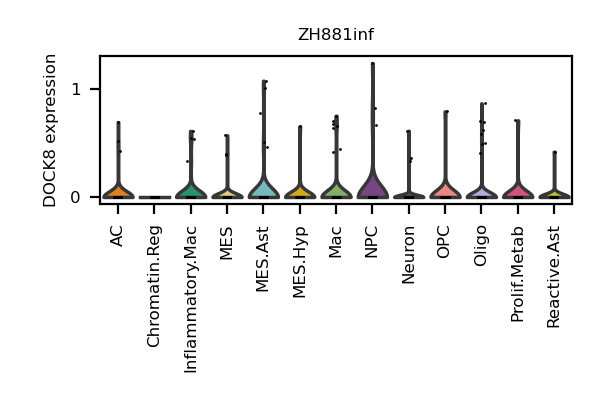 ZH881inf
DOCK8 expression
1
0
AC
Chromatin.Reg
Inflammatory.Mac
MES
MES.Ast
MES.Hyp
Mac
NPC
Neuron
OPC
Oligo
Prolif.Metab
Reactive.Ast